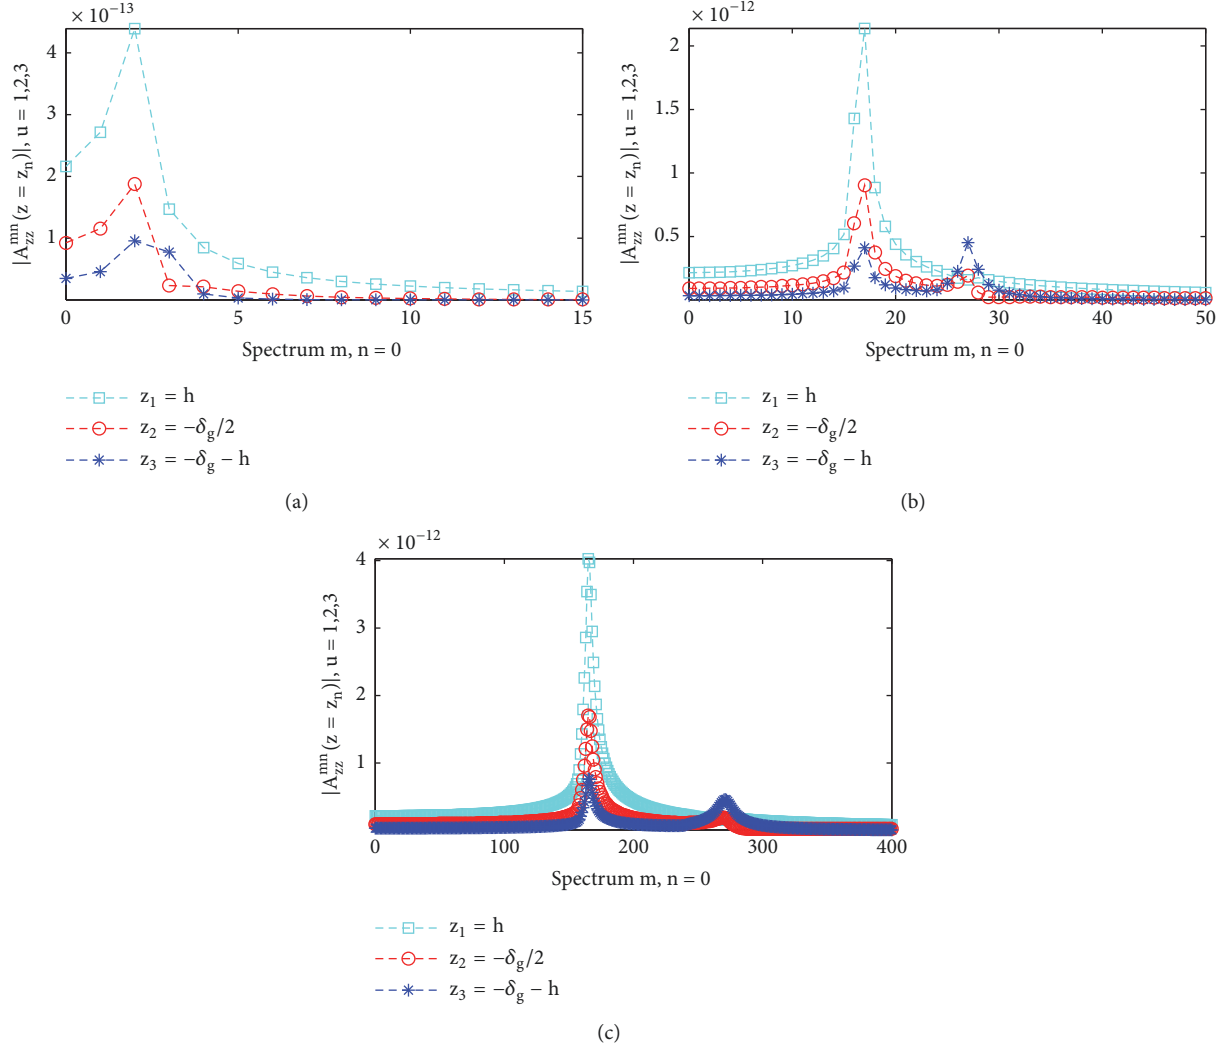 × 10⁻¹³
4
3
2
1
0 5 10 15
|A_zz^mn (z = z_n)|, u = 1,2,3
Spectrum m, n = 0
z₁ = h
z₂ = −δ_g/2
z₃ = −δ_g − h
(a)
× 10⁻¹²
2
1.5
1
0.5
0 10 20 30 40 50
|A_zz^mn (z = z_n)|, u = 1,2,3
Spectrum m, n = 0
z₁ = h
z₂ = −δ_g/2
z₃ = −δ_g − h
(b)
× 10⁻¹²
4
3
2
1
0 100 200 300 400
|A_zz^mn (z = z_n)|, u = 1,2,3
Spectrum m, n = 0
z₁ = h
z₂ = −δ_g/2
z₃ = −δ_g − h
(c)